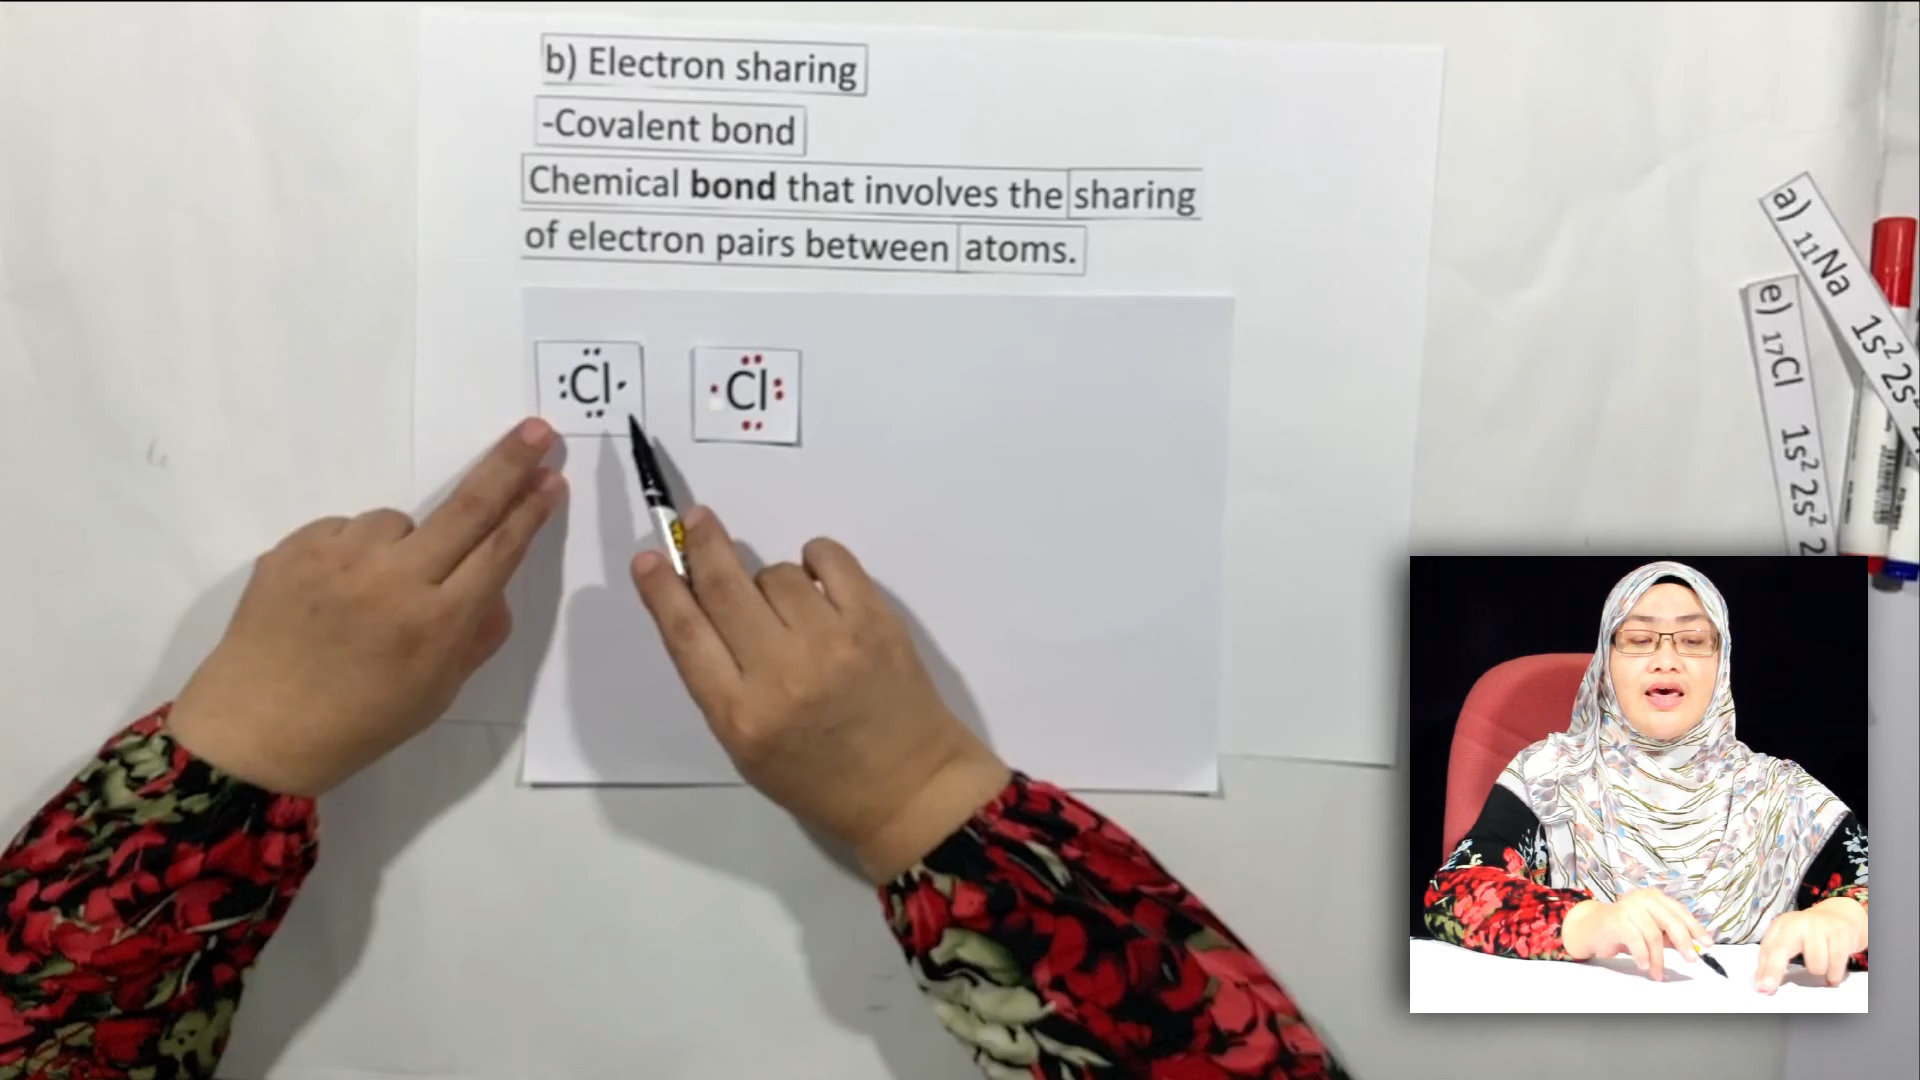 b) Electron sharing
-Covalent bond
Chemical bond that involves the sharing
of electron pairs between atoms.
Cl Cl
a) ₁₁Na 1s² 2s²
e) ₁₇Cl 1s² 2s² 2